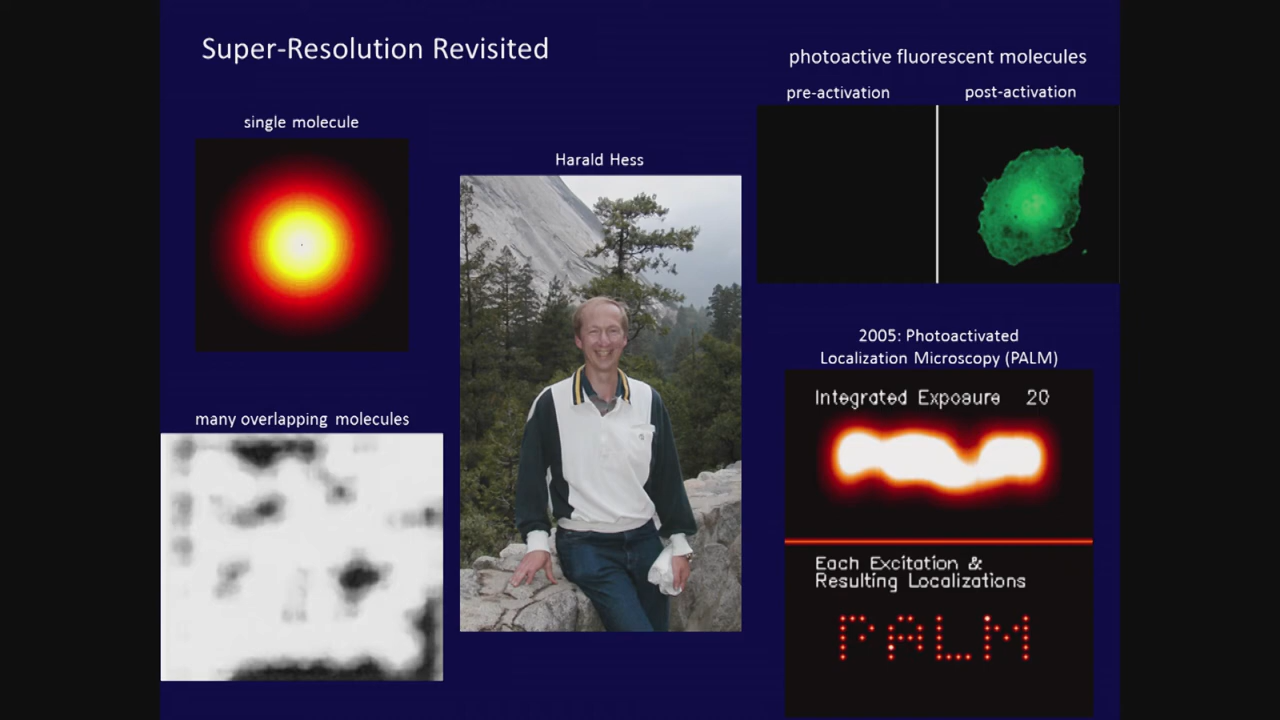 Super-Resolution Revisited
single molecule
many overlapping molecules
Harald Hess
photoactive fluorescent molecules
pre-activation
post-activation
2005: Photoactivated
Localization Microscopy (PALM)
Integrated Exposure 20
Each Excitation &
Resulting Localizations
PALM